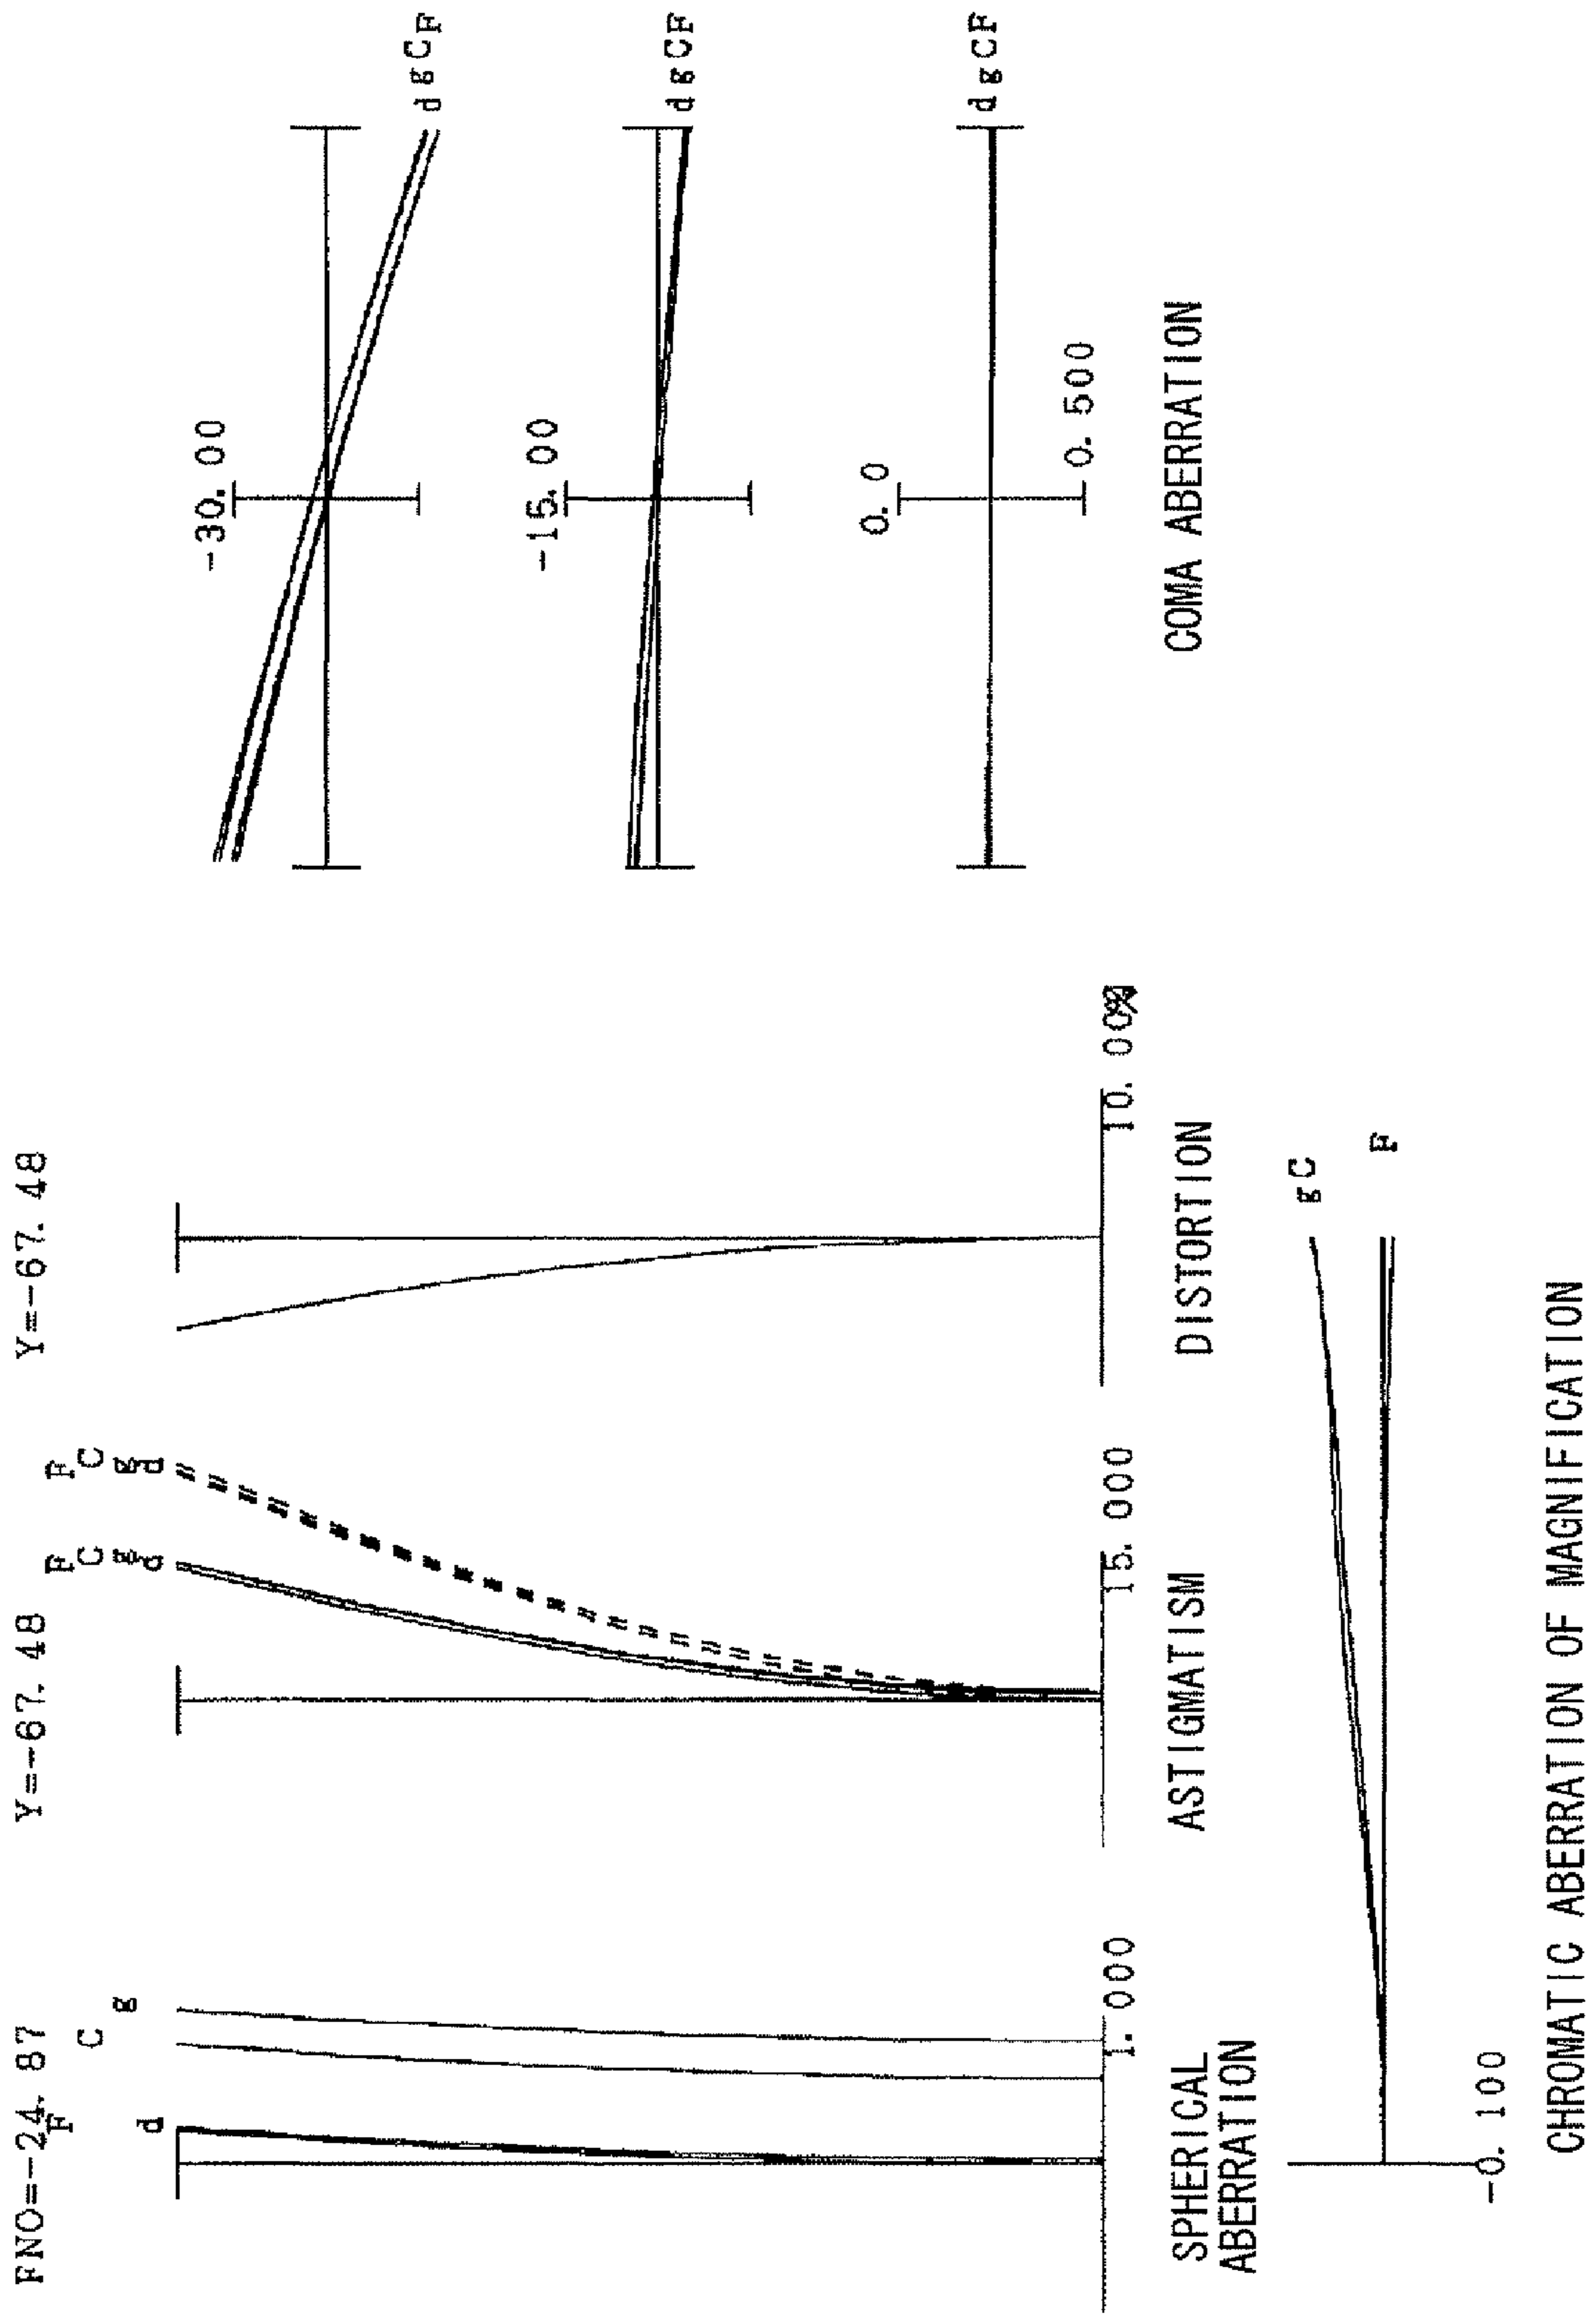 FNO=-24. 87
F
C
g
d
1. 000
SPHERICAL
ABERRATION
Y=-67. 48
F
C
g
d
F
C
g
d
15. 000
ASTIGMATISM
Y=-67. 48
10. 00%
DISTORTION
-30. 00
d g C F
-15. 00
d g C F
0. 0
d g C F
0. 500
COMA ABERRATION
g C
F
-0. 100
CHROMATIC ABERRATION OF MAGNIFICATION